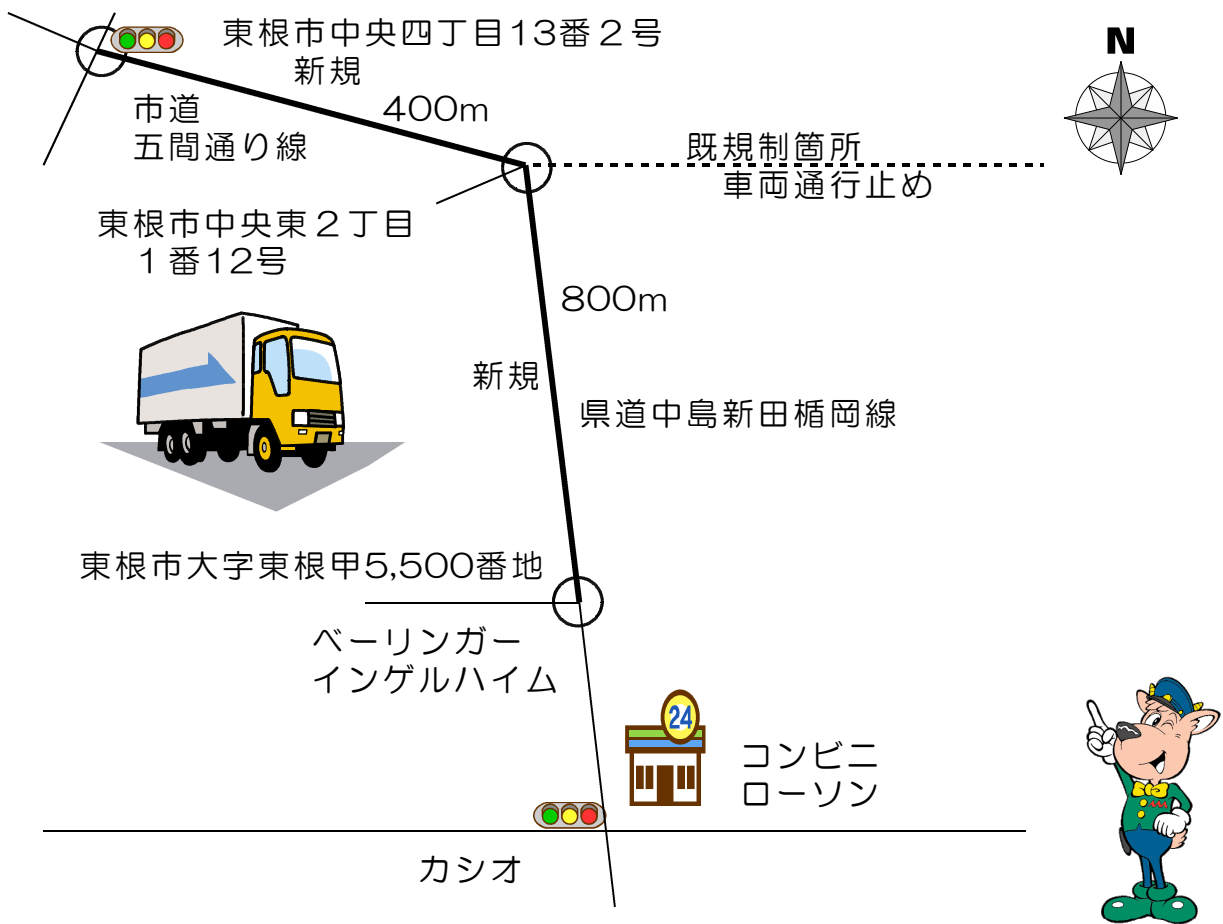 東根市中央四丁目13番２号
新規
N
市道
五間通り線
400m
既規制箇所
車両通行止め
東根市中央東２丁目
１番12号
800m
新規
県道中島新田楯岡線
東根市大字東根甲5,500番地
ベーリンガー
インゲルハイム
24
コンビニ
ローソン
カシオ